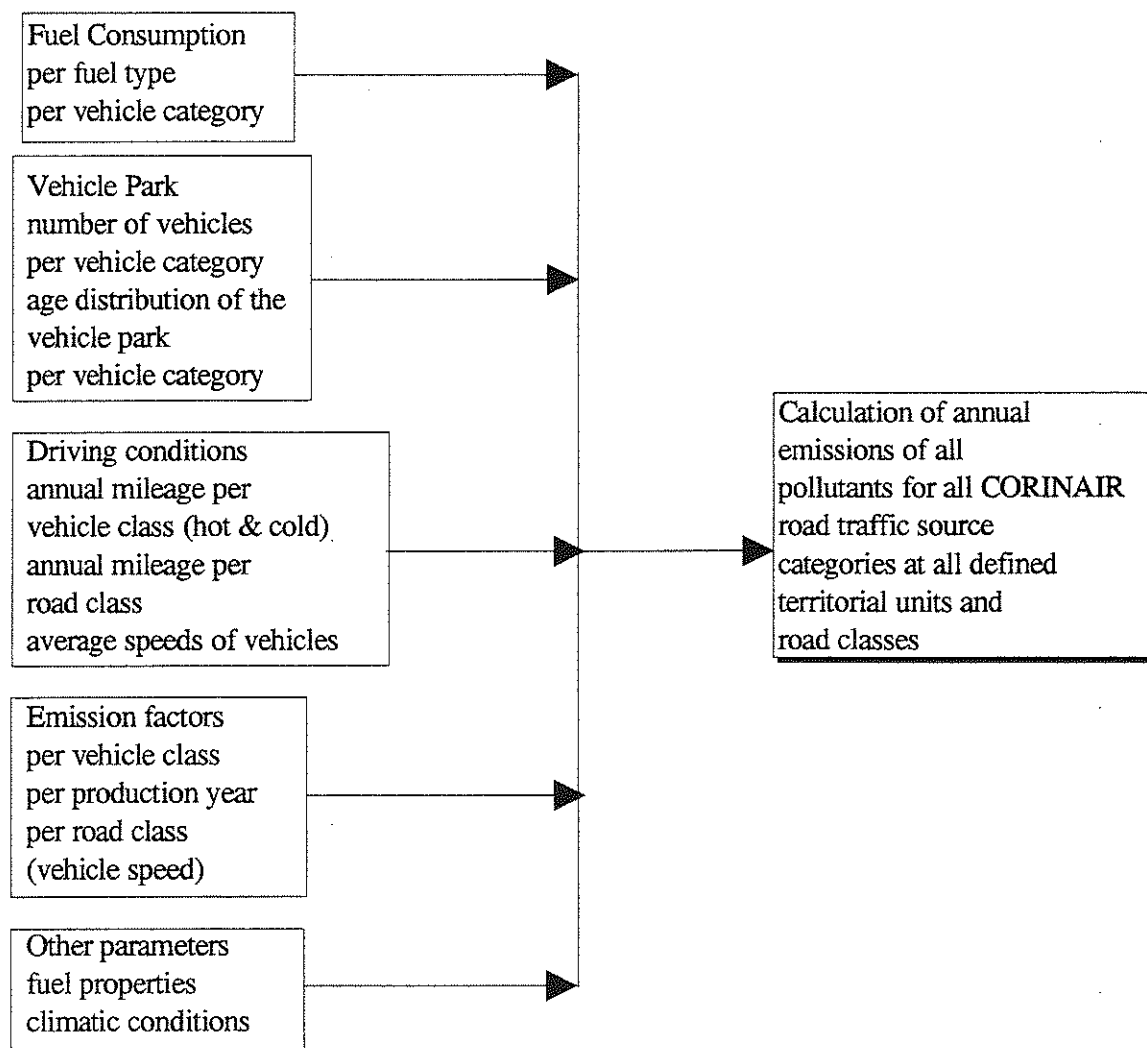 Fuel Consumption
per fuel type
per vehicle category
Vehicle Park
number of vehicles
per vehicle category
age distribution of the
vehicle park
per vehicle category
Driving conditions
annual mileage per
vehicle class (hot & cold)
annual mileage per
road class
average speeds of vehicles
Emission factors
per vehicle class
per production year
per road class
(vehicle speed)
Other parameters
fuel properties
climatic conditions
Calculation of annual
emissions of all
pollutants for all CORINAIR
road traffic source
categories at all defined
territorial units and
road classes